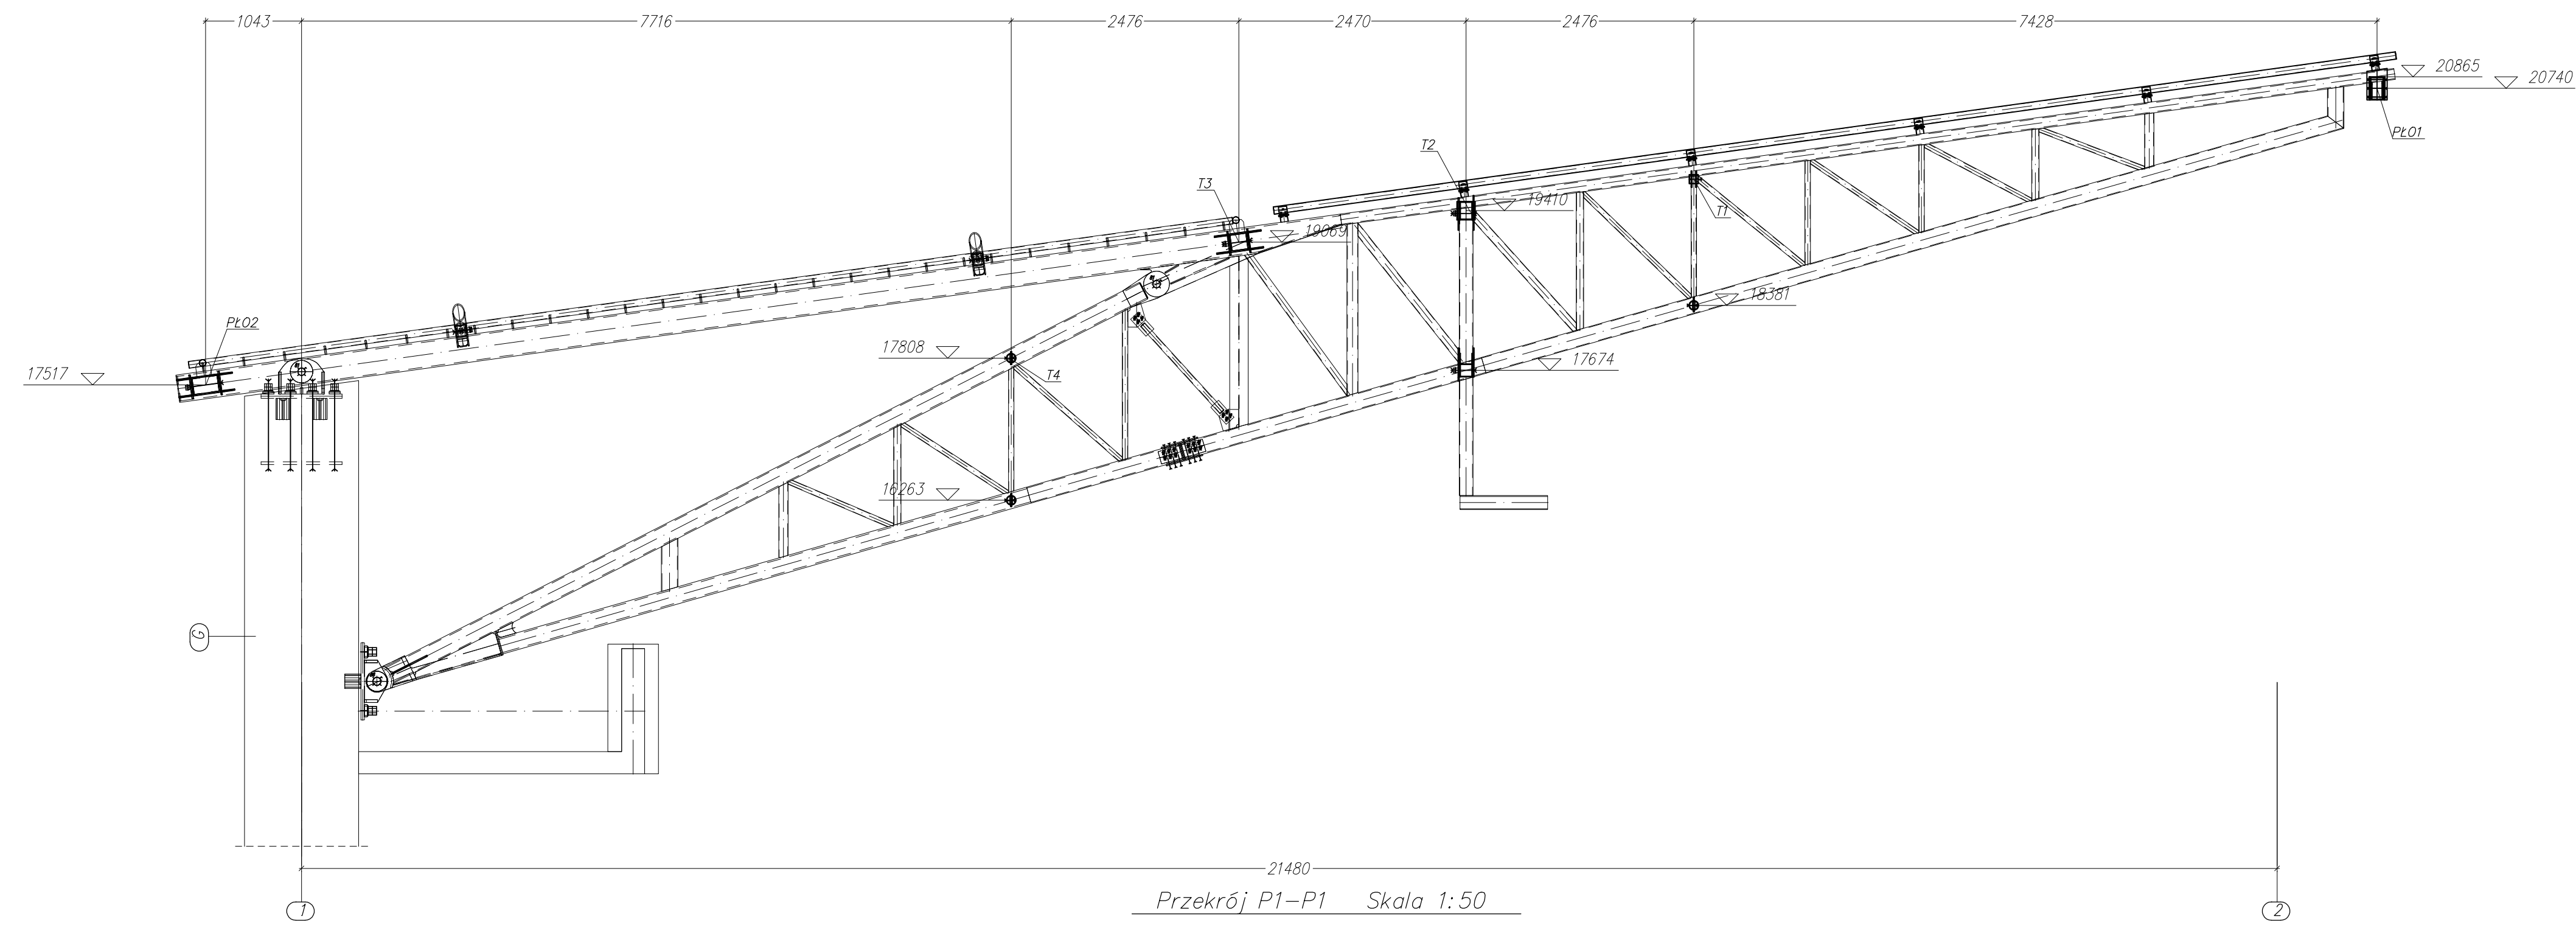 1043 7716 2476 2470 2476 7428
20865
20740
PŁ01
T2
T3
19410
T1
19069
18381
PŁ02
17808
17674
17517
T4
16263
G
21480
Przekrój P1-P1 Skala 1:50
1
2